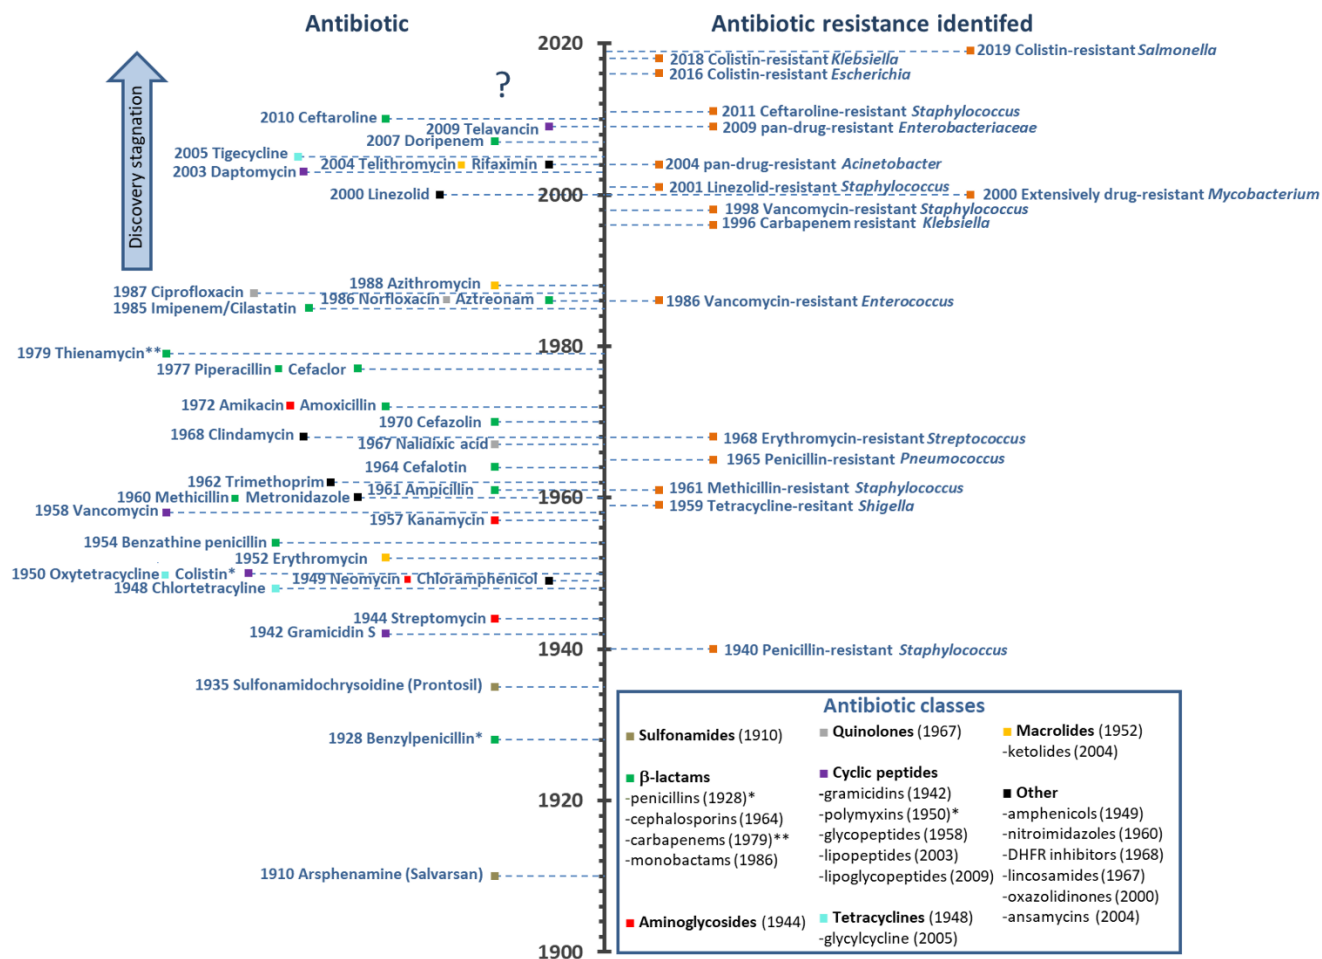 Antibiotic
Antibiotic resistance identifed
Discovery stagnation
?
2010 Ceftaroline
2009 Telavancin
2007 Doripenem
2005 Tigecycline
2004 Telithromycin Rifaximin
2003 Daptomycin
2000 Linezolid
1988 Azithromycin
1987 Ciprofloxacin
1986 Norfloxacin Aztreonam
1985 Imipenem/Cilastatin
1979 Thienamycin**
1977 Piperacillin Cefaclor
1972 Amikacin Amoxicillin
1970 Cefazolin
1968 Clindamycin
1967 Nalidixic acid
1964 Cefalotin
1962 Trimethoprim
1961 Ampicillin
1960 Methicillin Metronidazole
1958 Vancomycin
1957 Kanamycin
1954 Benzathine penicillin
1952 Erythromycin
1950 Oxytetracycline Colistin*
1949 Neomycin Chloramphenicol
1948 Chlortetracyline
1944 Streptomycin
1942 Gramicidin S
1935 Sulfonamidochrysoidine (Prontosil)
1928 Benzylpenicillin*
1910 Arsphenamine (Salvarsan)
2020
2000
1980
1960
1940
1920
1900
2019 Colistin-resistant Salmonella
2018 Colistin-resistant Klebsiella
2016 Colistin-resistant Escherichia
2011 Ceftaroline-resistant Staphylococcus
2009 pan-drug-resistant Enterobacteriaceae
2004 pan-drug-resistant Acinetobacter
2001 Linezolid-resistant Staphylococcus
2000 Extensively drug-resistant Mycobacterium
1998 Vancomycin-resistant Staphylococcus
1996 Carbapenem resistant Klebsiella
1986 Vancomycin-resistant Enterococcus
1968 Erythromycin-resistant Streptococcus
1965 Penicillin-resistant Pneumococcus
1961 Methicillin-resistant Staphylococcus
1959 Tetracycline-resitant Shigella
1940 Penicillin-resistant Staphylococcus
Antibiotic classes
Sulfonamides (1910)
β-lactams
-penicillins (1928)*
-cephalosporins (1964)
-carbapenems (1979)**
-monobactams (1986)
Aminoglycosides (1944)
Quinolones (1967)
Cyclic peptides
-gramicidins (1942)
-polymyxins (1950)*
-glycopeptides (1958)
-lipopeptides (2003)
-lipoglycopeptides (2009)
Tetracyclines (1948)
-glycylcycline (2005)
Macrolides (1952)
-ketolides (2004)
Other
-amphenicols (1949)
-nitroimidazoles (1960)
-DHFR inhibitors (1968)
-lincosamides (1967)
-oxazolidinones (2000)
-ansamycins (2004)